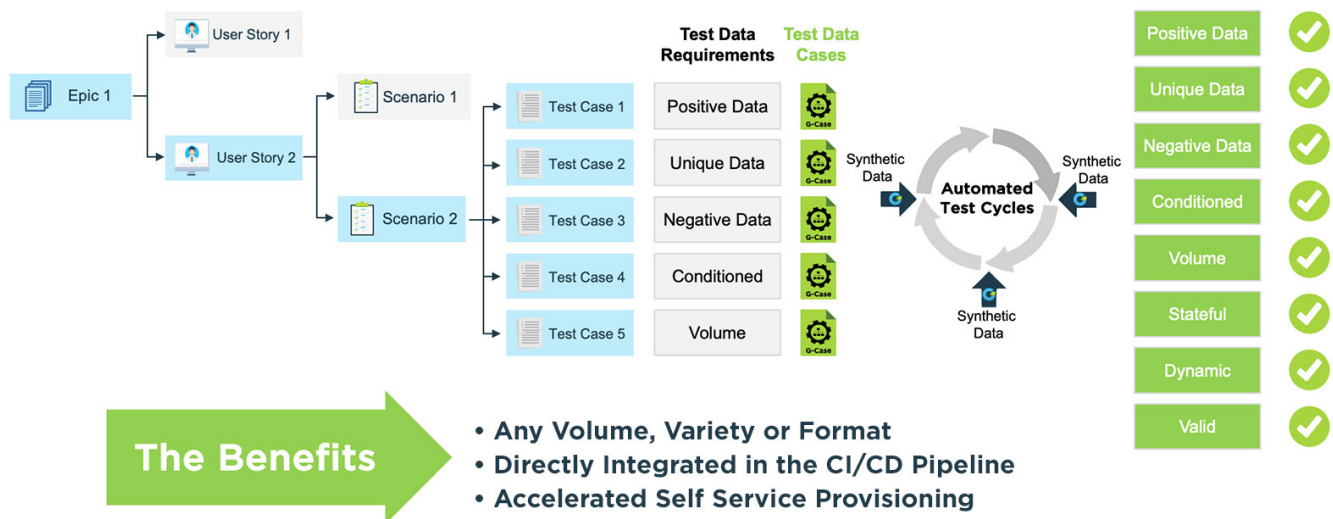 User Story 1
Epic 1
User Story 2
Scenario 1
Scenario 2
Test Data
Requirements
Test Data
Cases
Test Case 1
Positive Data
G-Case
Test Case 2
Unique Data
G-Case
Test Case 3
Negative Data
G-Case
Test Case 4
Conditioned
G-Case
Test Case 5
Volume
G-Case
Synthetic
Data
Automated
Test Cycles
Synthetic
Data
Synthetic
Data
Positive Data
Unique Data
Negative Data
Conditioned
Volume
Stateful
Dynamic
Valid
The Benefits
• Any Volume, Variety or Format
• Directly Integrated in the CI/CD Pipeline
• Accelerated Self Service Provisioning